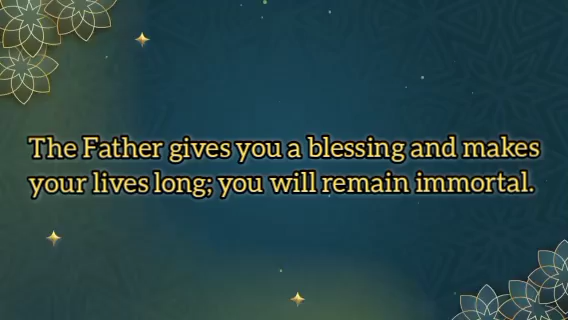 The Father gives you a blessing and makes
your lives long; you will remain immortal.